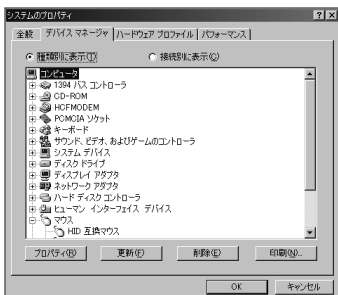 システムのプロパティ
全般 デバイス マネージャ ハードウェア プロファイル パフォーマンス
種類別に表示(T) 接続別に表示(C)
コンピュータ
1394 バス コントローラ
CD-ROM
HCFMODEM
PCMCIA ソケット
キーボード
サウンド、ビデオ、およびゲームのコントローラ
システム デバイス
ディスク ドライブ
ディスプレイ アダプタ
ネットワーク アダプタ
ハード ディスク コントローラ
ヒューマン インターフェイス デバイス
マウス
HID 互換マウス
プロパティ(R) 更新(F) 削除(E) 印刷(N)...
OK キャンセル